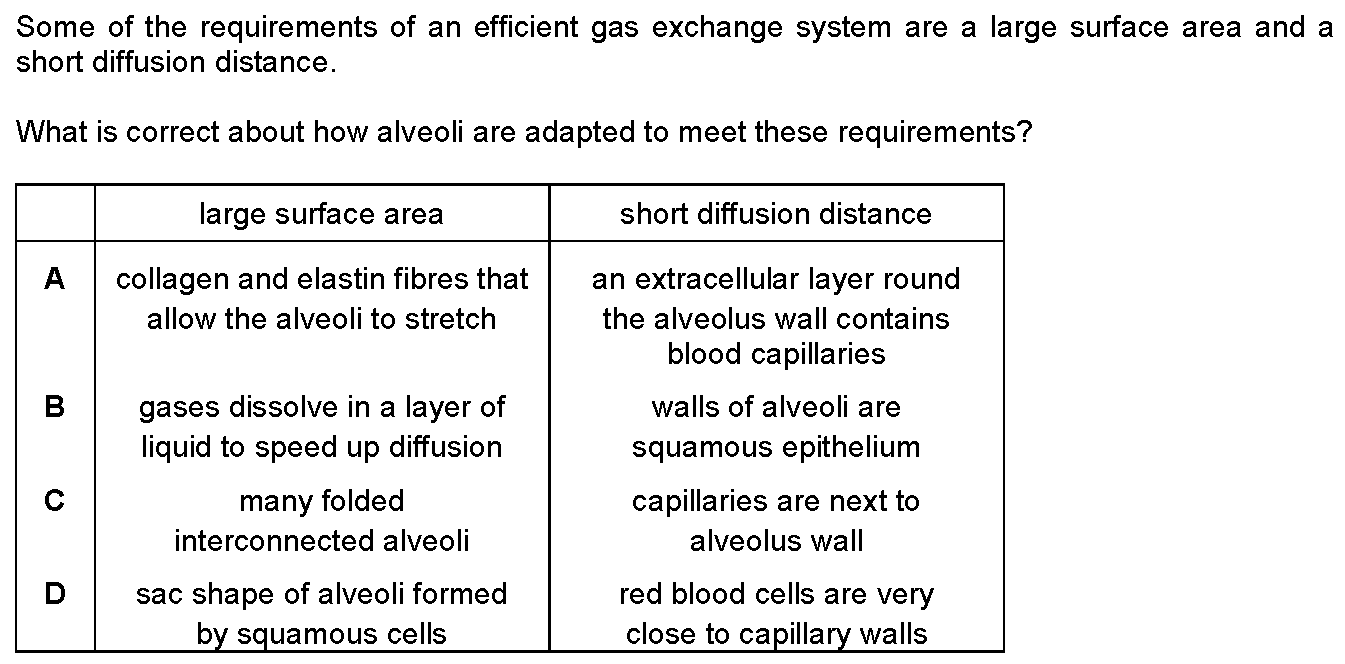 Some of the requirements of an efficient gas exchange system are a large surface area and a
short diffusion distance.
What is correct about how alveoli are adapted to meet these requirements?
large surface area short diffusion distance
A collagen and elastin fibres that an extracellular layer round
allow the alveoli to stretch the alveolus wall contains
blood capillaries
B gases dissolve in a layer of walls of alveoli are
liquid to speed up diffusion squamous epithelium
C many folded capillaries are next to
interconnected alveoli alveolus wall
D sac shape of alveoli formed red blood cells are very
by squamous cells close to capillary walls